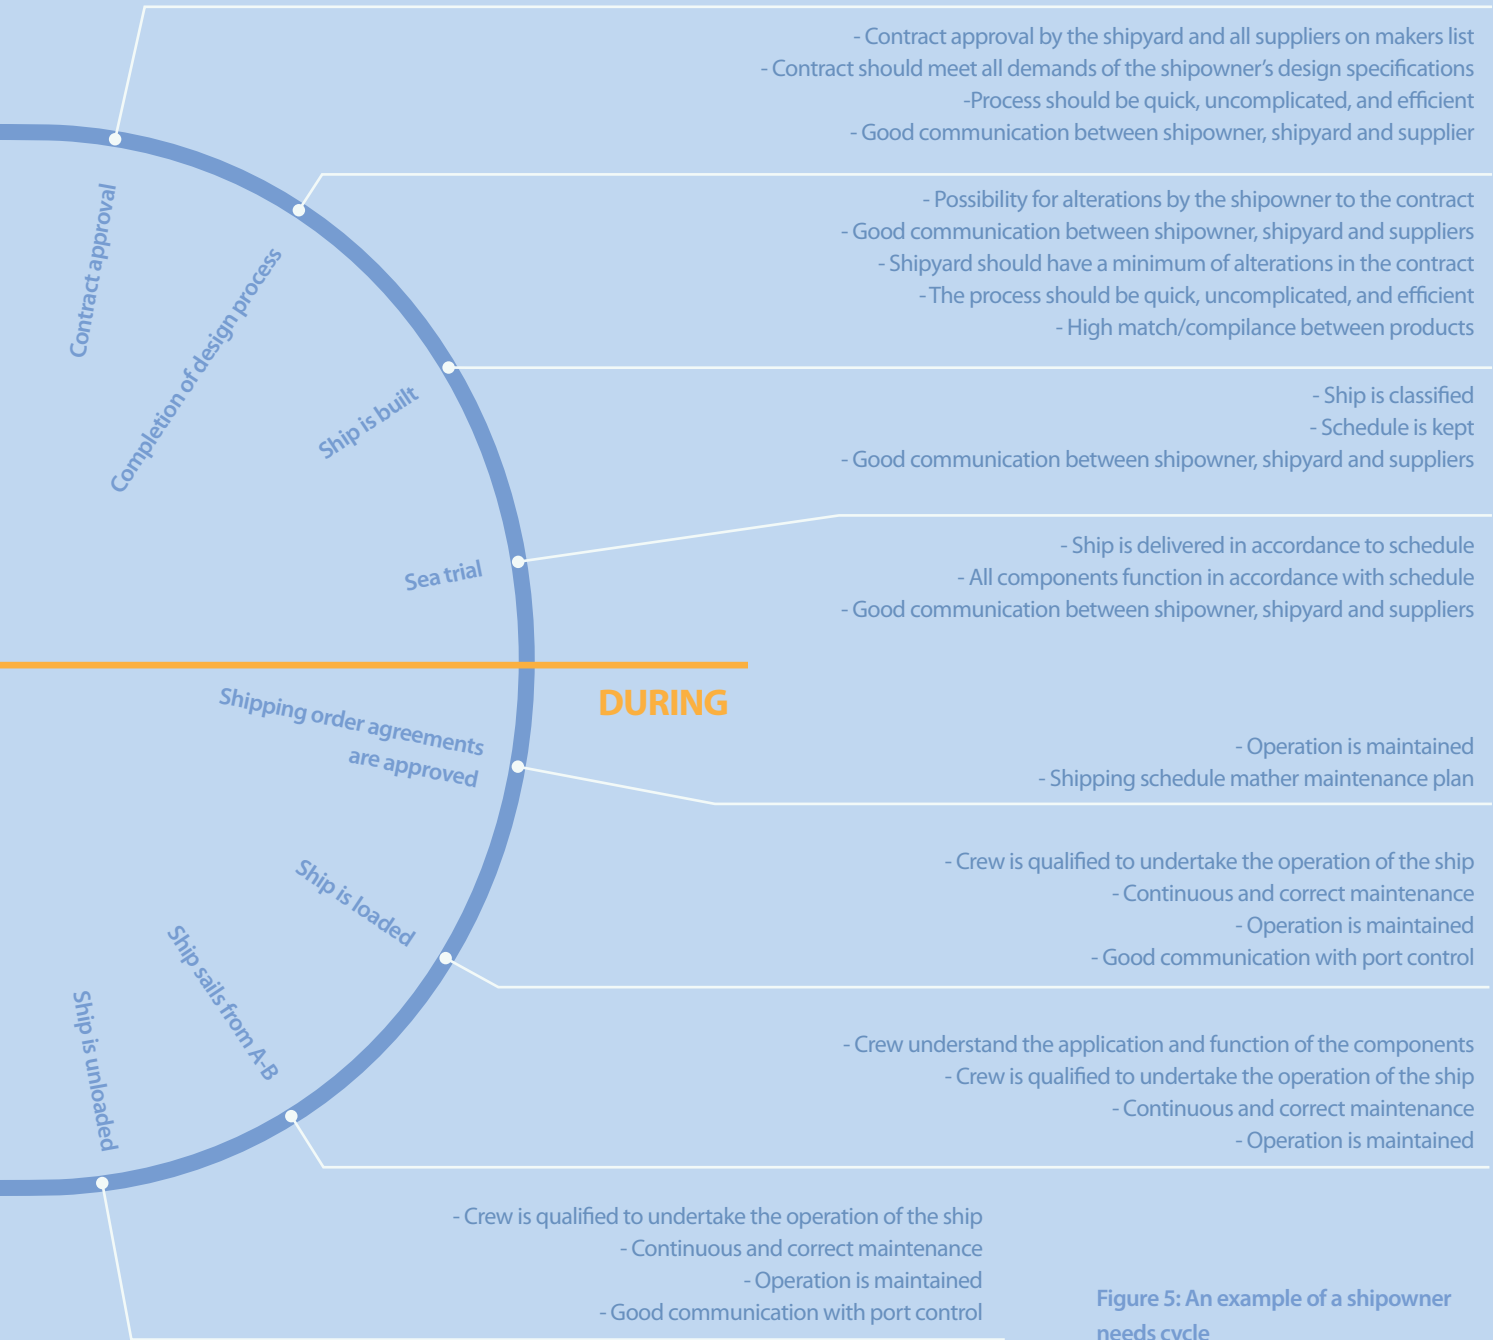 - Contract approval by the shipyard and all suppliers on makers list
- Contract should meet all demands of the shipowner’s design specifications
-Process should be quick, uncomplicated, and efficient
- Good communication between shipowner, shipyard and supplier
Contract approval
- Possibility for alterations by the shipowner to the contract
- Good communication between shipowner, shipyard and suppliers
- Shipyard should have a minimum of alterations in the contract
- The process should be quick, uncomplicated, and efficient
- High match/compilance between products
Completion of design process
Ship is built
- Ship is classified
- Schedule is kept
- Good communication between shipowner, shipyard and suppliers
Sea trial
- Ship is delivered in accordance to schedule
- All components function in accordance with schedule
- Good communication between shipowner, shipyard and suppliers
DURING
Shipping order agreements
are approved
- Operation is maintained
- Shipping schedule mather maintenance plan
Ship is loaded
- Crew is qualified to undertake the operation of the ship
- Continuous and correct maintenance
- Operation is maintained
- Good communication with port control
Ship sails from A-B
- Crew understand the application and function of the components
- Crew is qualified to undertake the operation of the ship
- Continuous and correct maintenance
- Operation is maintained
Ship is unloaded
- Crew is qualified to undertake the operation of the ship
- Continuous and correct maintenance
- Operation is maintained
- Good communication with port control
Figure 5: An example of a shipowner
needs cycle